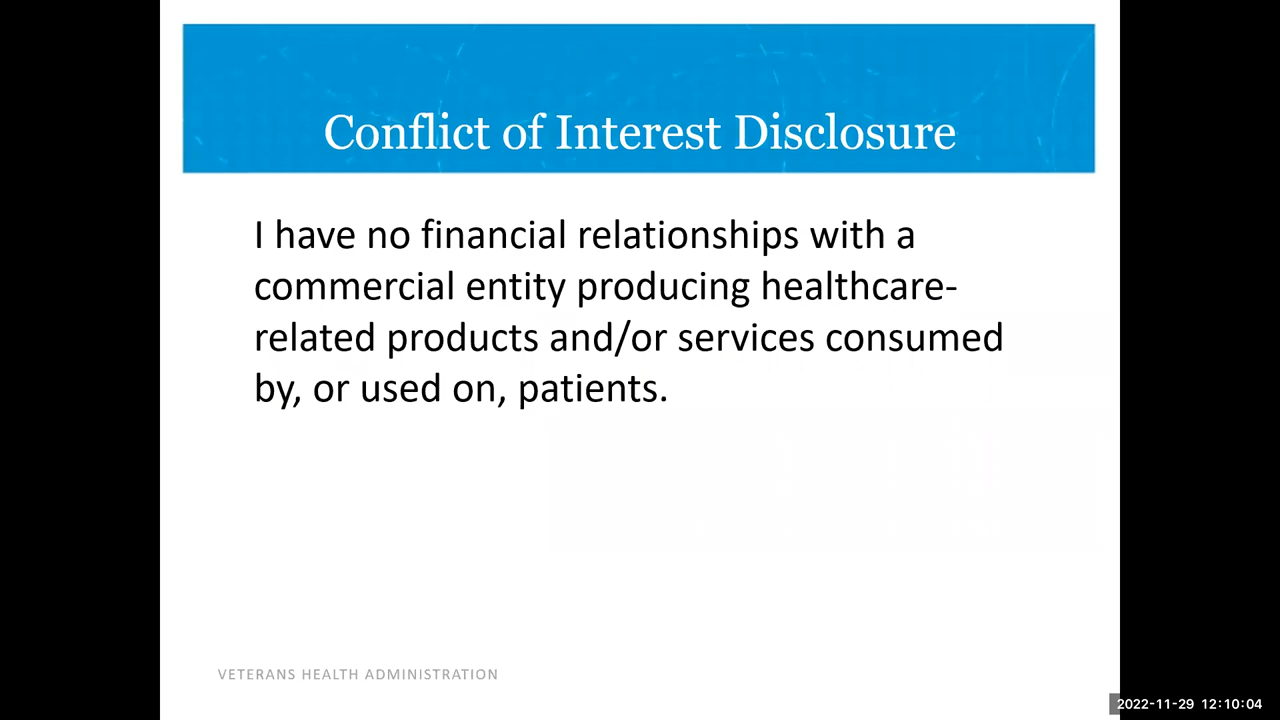 Conflict of Interest Disclosure
I have no financial relationships with a
commercial entity producing healthcare-
related products and/or services consumed
by, or used on, patients.
VETERANS HEALTH ADMINISTRATION
2022-11-29 12:10:04